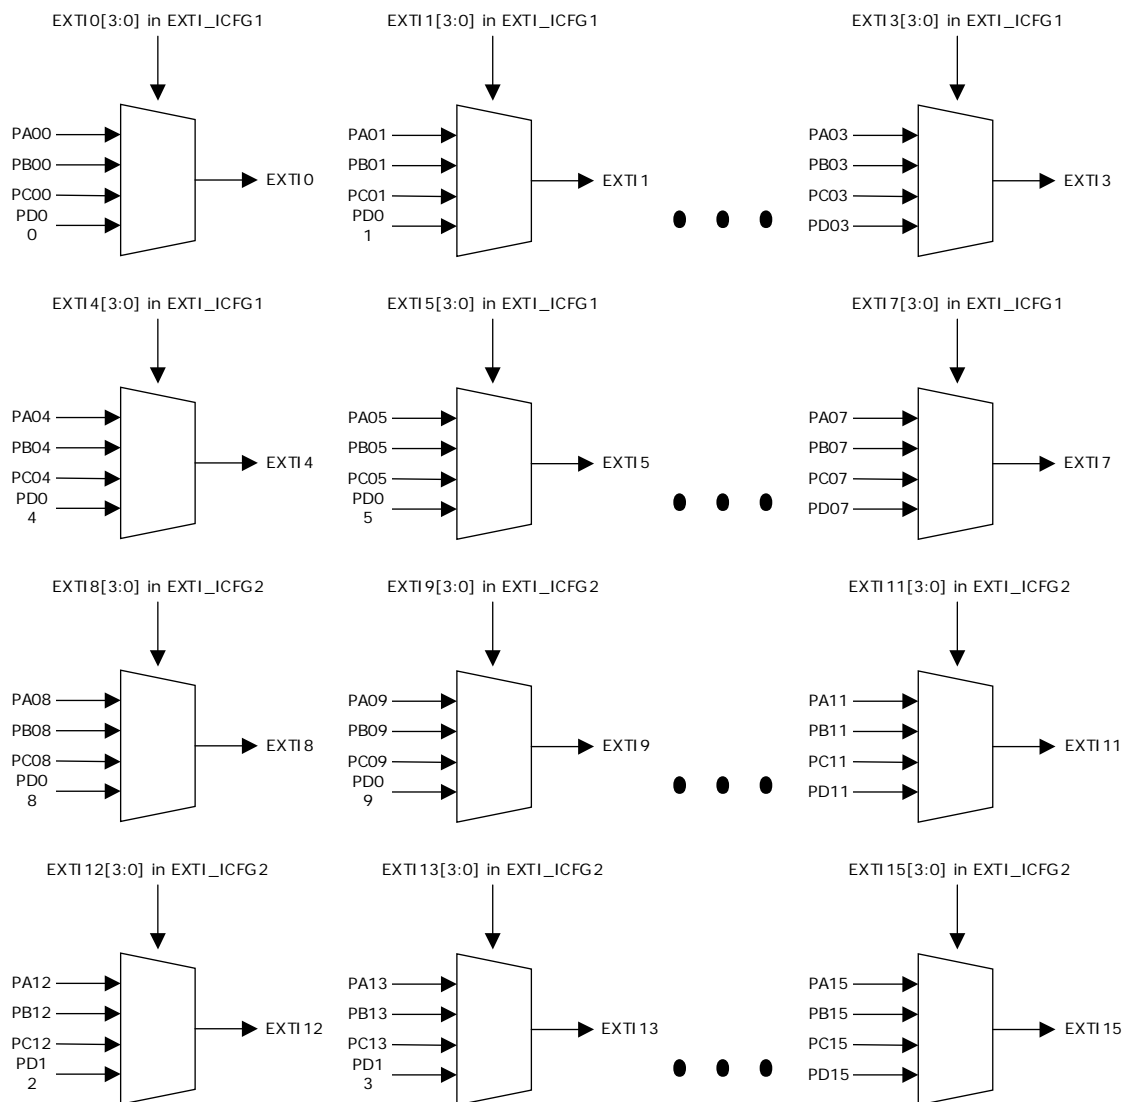 EXTI0[3:0] in EXTI_ICFG1
EXTI1[3:0] in EXTI_ICFG1
EXTI3[3:0] in EXTI_ICFG1
PA00
PB00
PC00
PD0
0
EXTI0
PA01
PB01
PC01
PD0
1
EXTI1
PA03
PB03
PC03
PD03
EXTI3
EXTI4[3:0] in EXTI_ICFG1
EXTI5[3:0] in EXTI_ICFG1
EXTI7[3:0] in EXTI_ICFG1
PA04
PB04
PC04
PD0
4
EXTI4
PA05
PB05
PC05
PD0
5
EXTI5
PA07
PB07
PC07
PD07
EXTI7
EXTI8[3:0] in EXTI_ICFG2
EXTI9[3:0] in EXTI_ICFG2
EXTI11[3:0] in EXTI_ICFG2
PA08
PB08
PC08
PD0
8
EXTI8
PA09
PB09
PC09
PD0
9
EXTI9
PA11
PB11
PC11
PD11
EXTI11
EXTI12[3:0] in EXTI_ICFG2
EXTI13[3:0] in EXTI_ICFG2
EXTI15[3:0] in EXTI_ICFG2
PA12
PB12
PC12
PD1
2
EXTI12
PA13
PB13
PC13
PD1
3
EXTI13
PA15
PB15
PC15
PD15
EXTI15